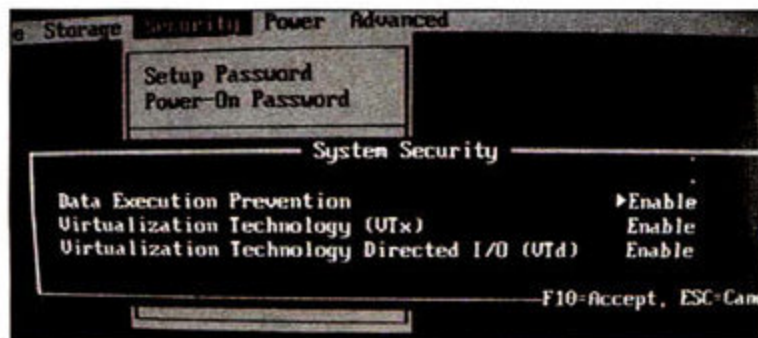 e Storage Security Power Advanced
Setup Password
Power-On Password
System Security
Data Execution Prevention ▸Enable
Virtualization Technology (VTx) Enable
Virtualization Technology Directed I/O (VTd) Enable
F10=Accept, ESC=Can